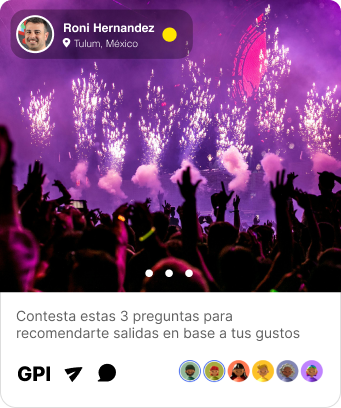 Roni Hernandez
Tulum, México
Contesta estas 3 preguntas para
recomendarte salidas en base a tus gustos
GPI